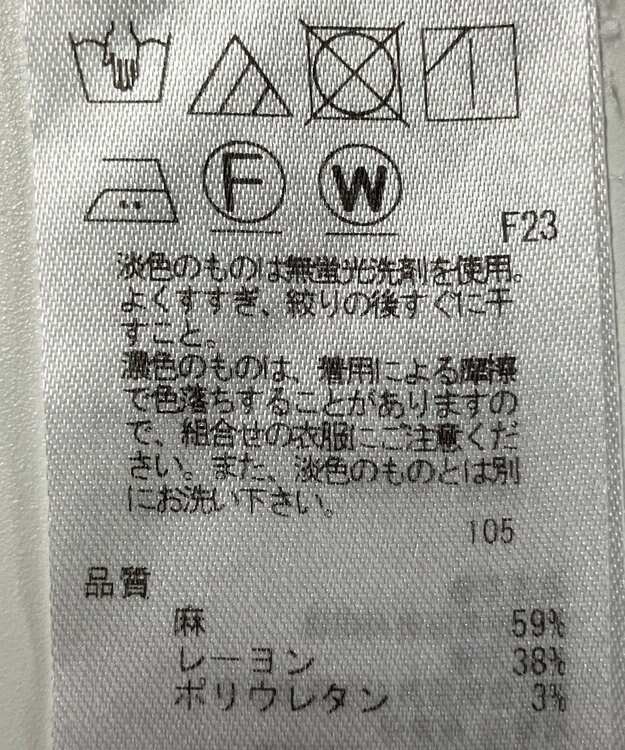 F
W
F23
淡色のものは無蛍光洗剤を使用。
よくすすぎ、絞りの後すぐに干
すこと。
濃色のものは、着用による摩擦
で色落ちすることがありますの
で、組合せの衣服にご注意くだ
さい。また、淡色のものとは別
にお洗い下さい。
105
品質
麻 59%
レーヨン 38%
ポリウレタン 3%